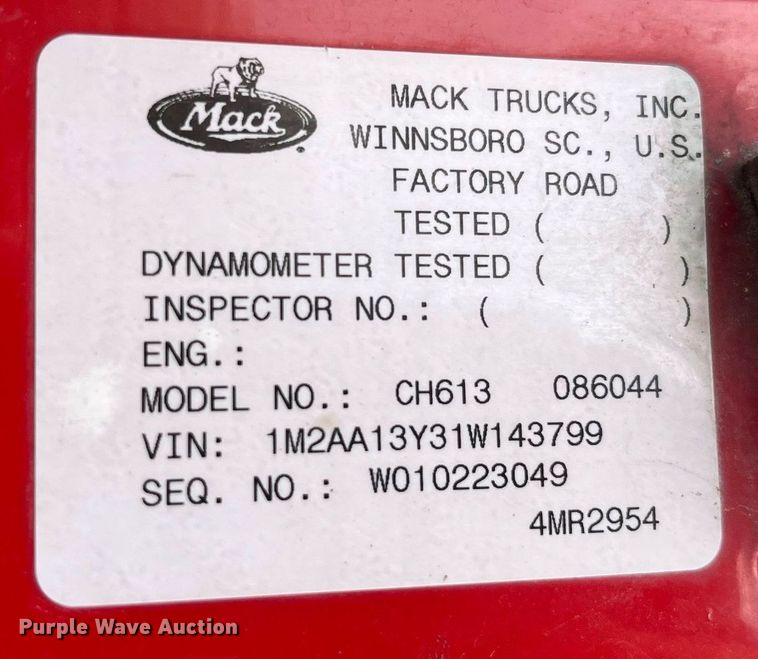 Mack
MACK TRUCKS, INC.
WINNSBORO SC., U.S.
FACTORY ROAD
TESTED ( )
DYNAMOMETER TESTED ( )
INSPECTOR NO.: ( )
ENG.:
MODEL NO.: CH613 086044
VIN: 1M2AA13Y31W143799
SEQ. NO.: W010223049
4MR2954
Purple Wave Auction